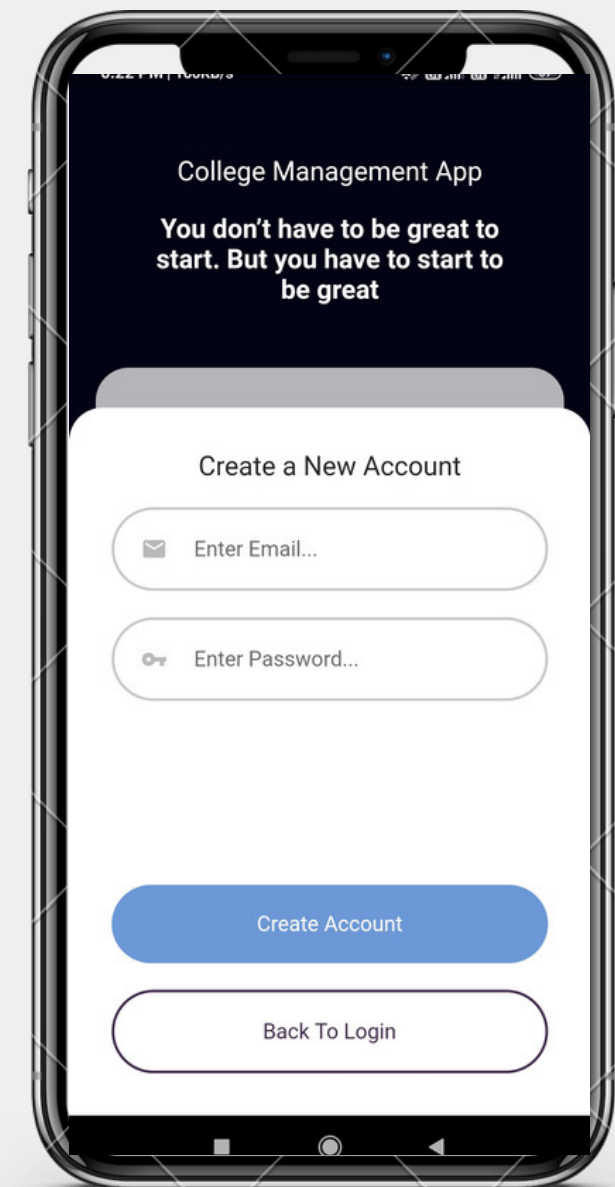 College Management App
You don't have to be great to
start. But you have to start to
be great
Create a New Account
Enter Email...
Enter Password...
Create Account
Back To Login